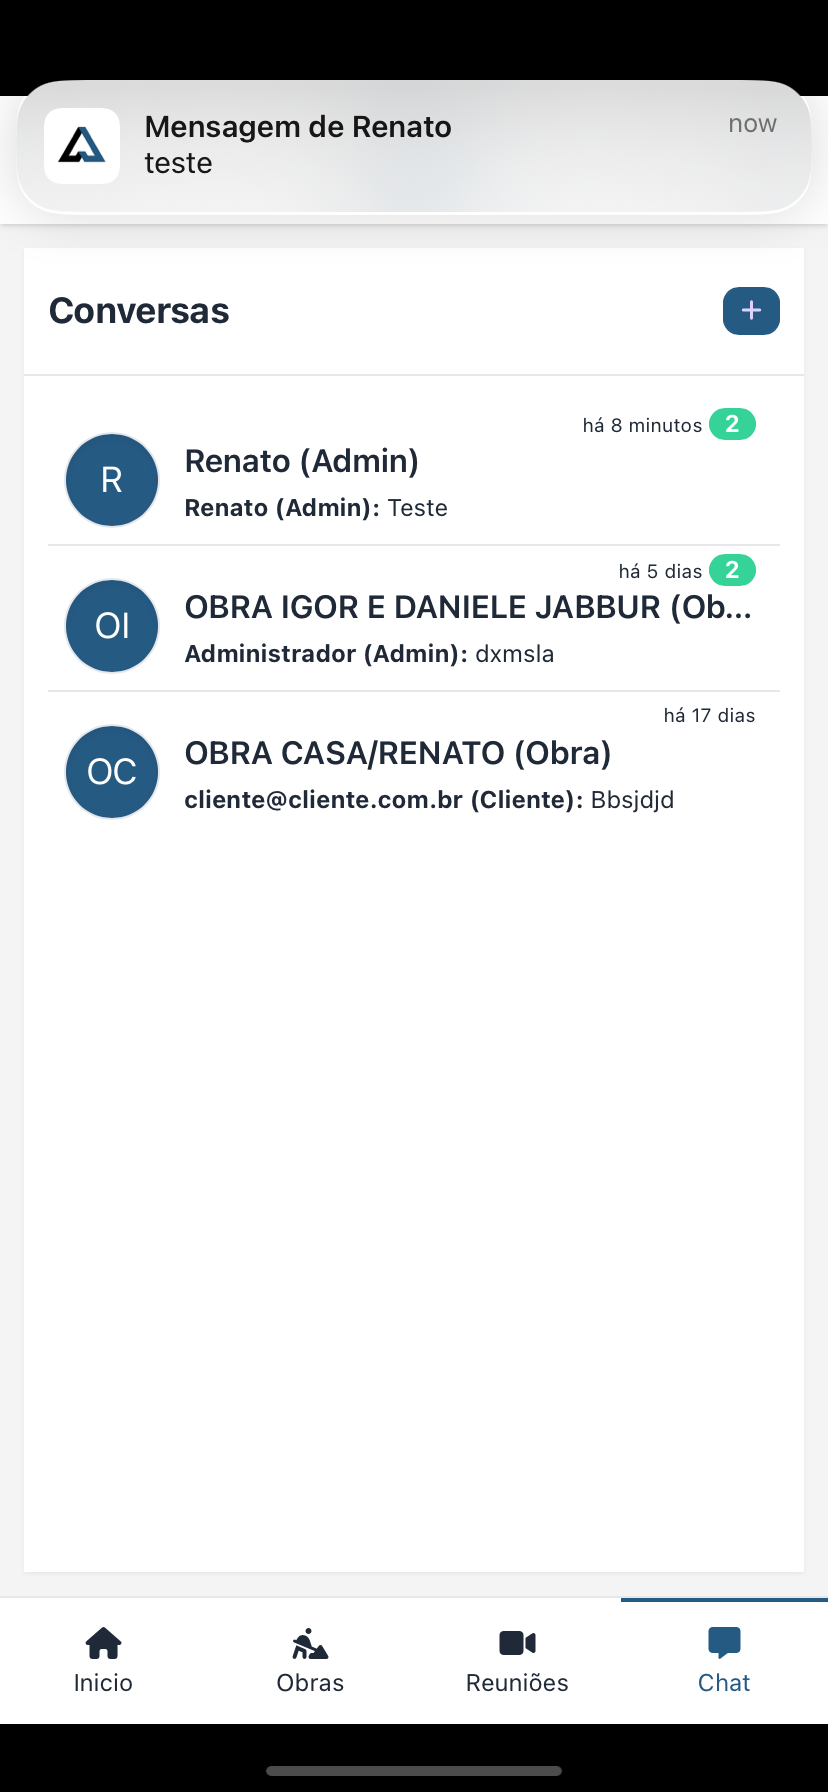 Mensagem de Renato
now
teste
Conversas
+
há 8 minutos 2
R
Renato (Admin)
Renato (Admin): Teste
há 5 dias 2
OI
OBRA IGOR E DANIELE JABBUR (Ob...
Administrador (Admin): dxmsla
há 17 dias
OC
OBRA CASA/RENATO (Obra)
cliente@cliente.com.br (Cliente): Bbsjdjd
Inicio
Obras
Reuniões
Chat